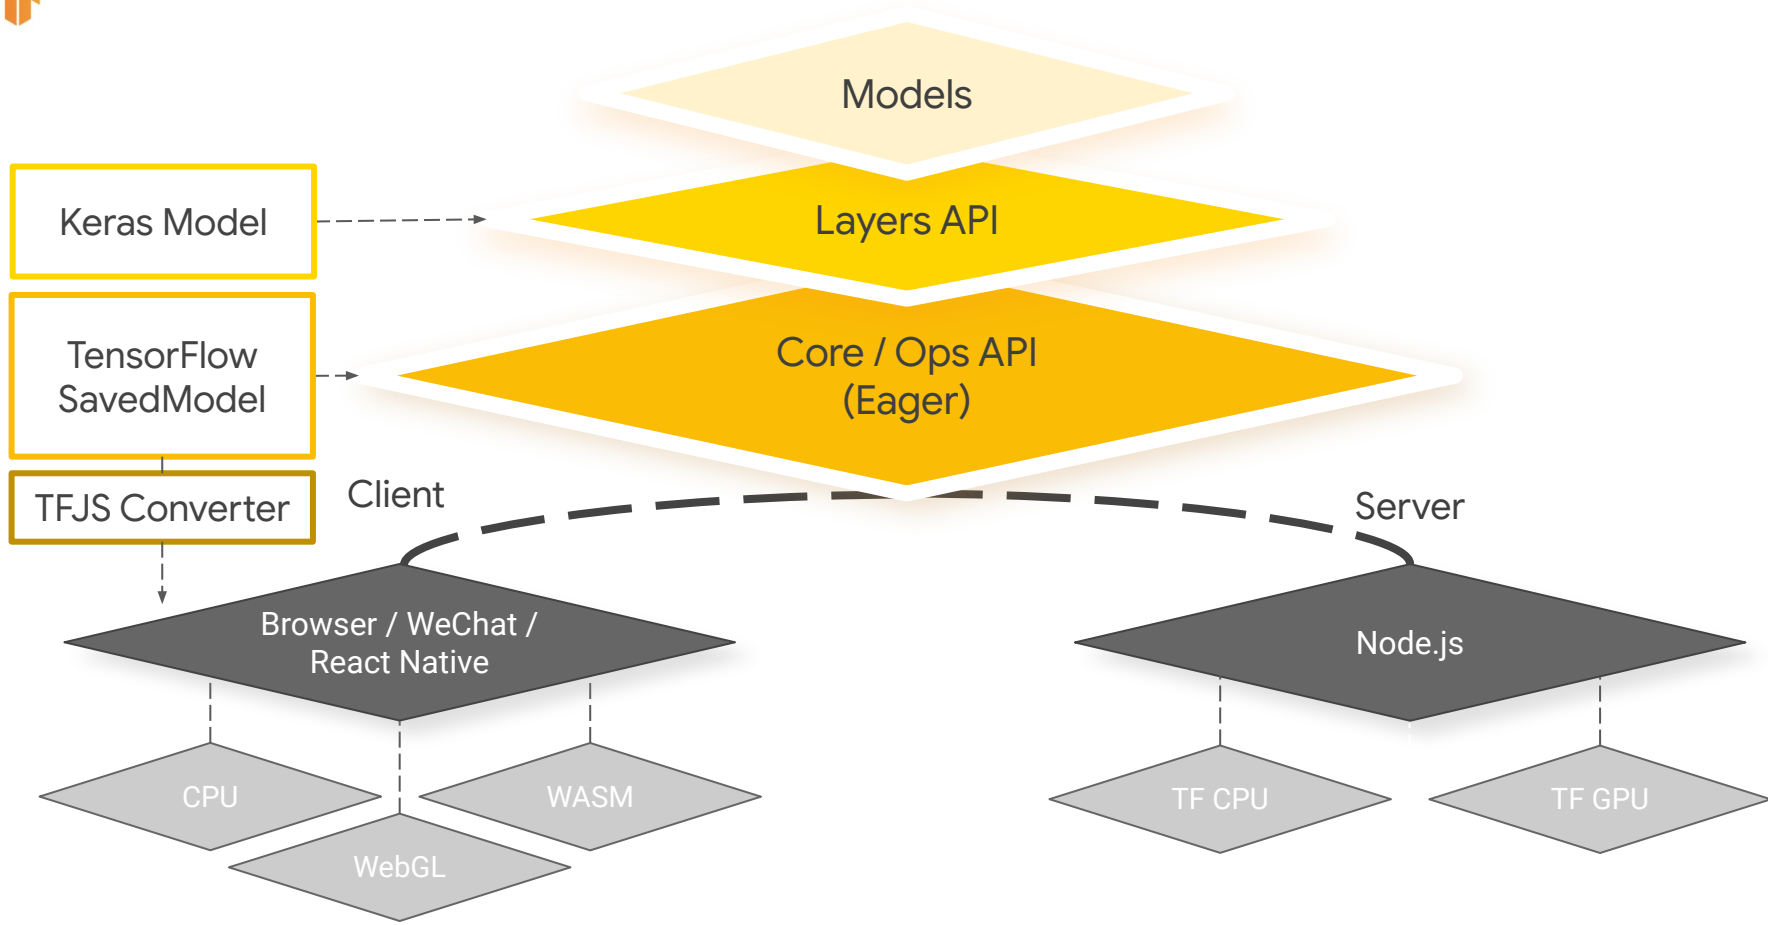 Models
Keras Model
Layers API
TensorFlow
SavedModel
Core / Ops API
(Eager)
TFJS Converter
Client
Server
Browser / WeChat /
React Native
Node.js
CPU
WASM
WebGL
TF CPU
TF GPU